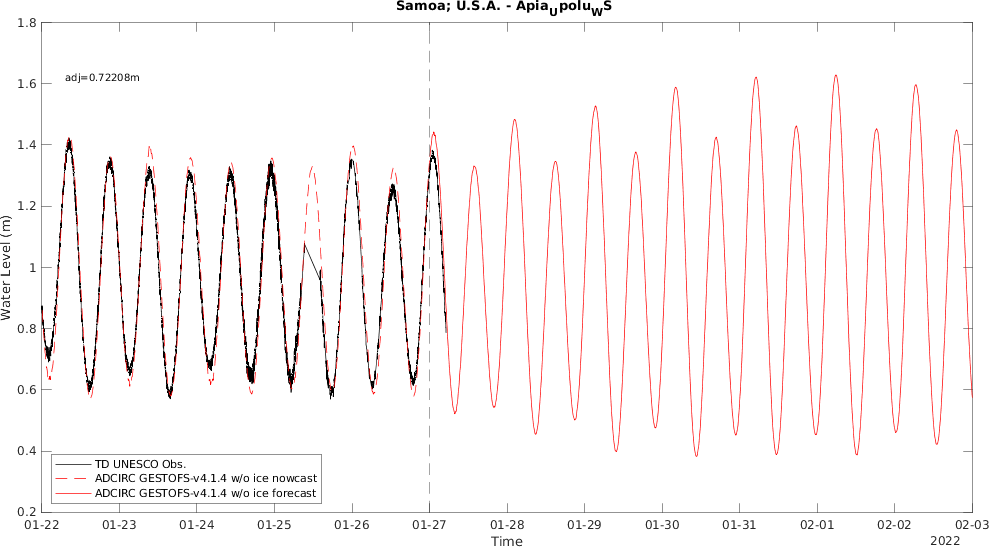 Samoa; U.S.A. - Apia_Upolu_WS
1.8
adj=0.72208m
1.6
1.4
1.2
1
0.8
0.6
0.4
0.2
Water Level (m)
TD UNESCO Obs.
ADCIRC GESTOFS-v4.1.4 w/o ice nowcast
ADCIRC GESTOFS-v4.1.4 w/o ice forecast
01-22 01-23 01-24 01-25 01-26 01-27 01-28 01-29 01-30 01-31 02-01 02-02 02-03
Time
2022